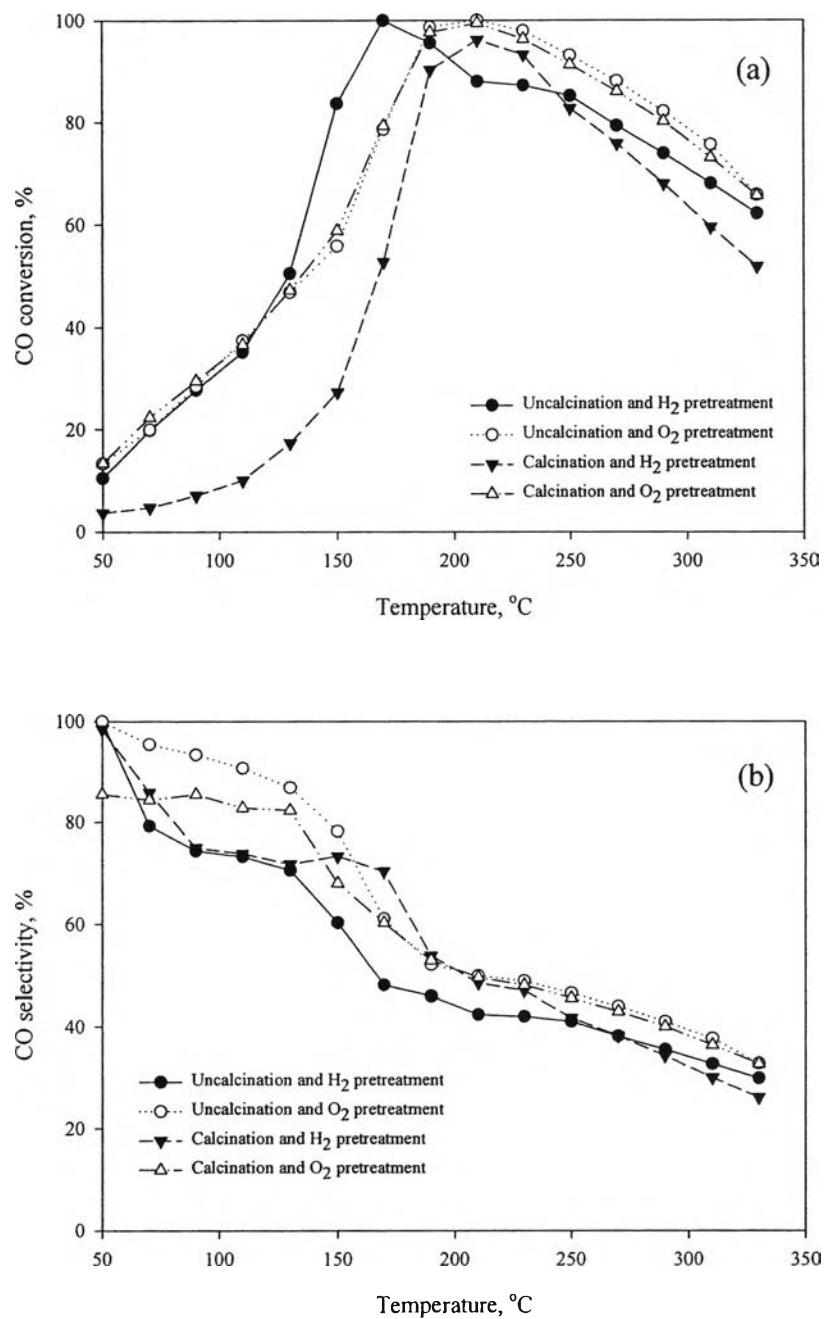 (a)
CO conversion, %
100
80
60
40
20
0
Uncalcination and H2 pretreatment
Uncalcination and O2 pretreatment
Calcination and H2 pretreatment
Calcination and O2 pretreatment
50 100 150 200 250 300 350
Temperature, °C
(b)
CO selectivity, %
100
80
60
40
20
0
Uncalcination and H2 pretreatment
Uncalcination and O2 pretreatment
Calcination and H2 pretreatment
Calcination and O2 pretreatment
50 100 150 200 250 300 350
Temperature, °C